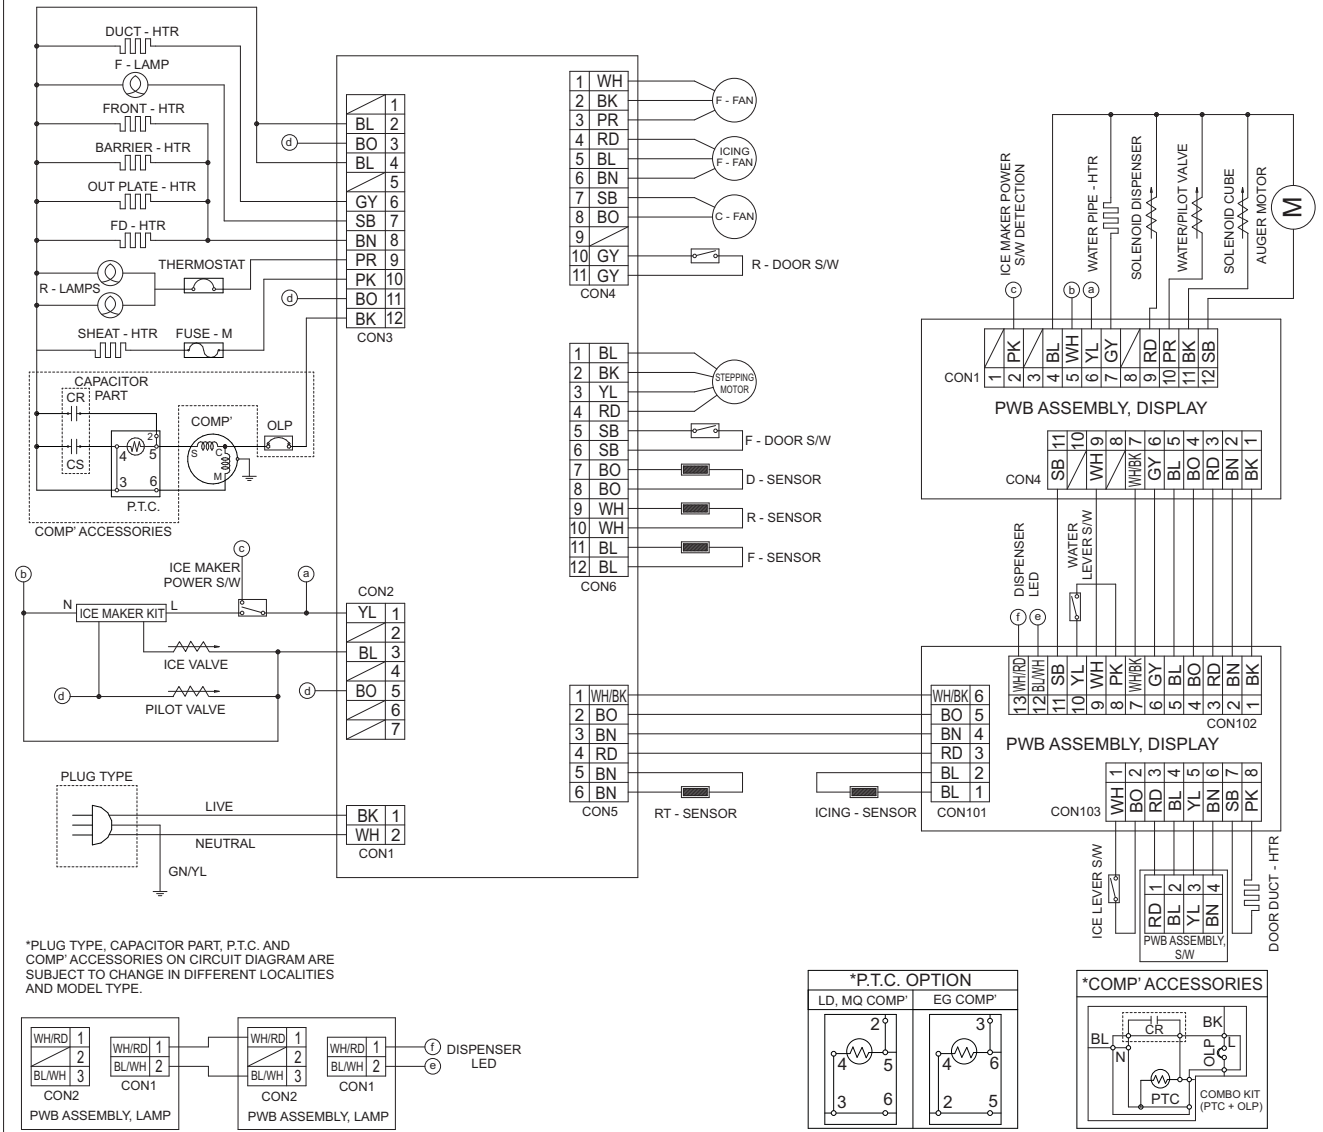 DUCT - HTR
F - LAMP
FRONT - HTR
BARRIER - HTR
OUT PLATE - HTR
FD - HTR
THERMOSTAT
R - LAMPS
SHEAT - HTR
FUSE - M
1
BL 2
d
BO 3
BL 4
5
GY 6
SB 7
BN 8
PR 9
PK 10
d
BO 11
BK 12
CON3
CAPACITOR
PART
CR
CS
2
4
5
3
6
P.T.C.
COMP'
S
C
M
OLP
COMP' ACCESSORIES
b
c
a
ICE MAKER
POWER S/W
N
ICE MAKER KIT
L
ICE VALVE
d
PILOT VALVE
CON2
YL 1
2
BL 3
4
d
BO 5
6
7
PLUG TYPE
LIVE
NEUTRAL
GN/YL
BK 1
WH 2
CON1
1 WH
2 BK
3 PR
4 RD
5 BL
6 BN
7 SB
8 BO
9
10 GY
11 GY
CON4
F - FAN
ICING
F - FAN
C - FAN
R - DOOR S/W
1 BL
2 BK
3 YL
4 RD
5 SB
6 SB
7 BO
8 BO
9 WH
10 WH
11 BL
12 BL
CON6
STEPPING
MOTOR
F - DOOR S/W
D - SENSOR
R - SENSOR
F - SENSOR
1 WH/BK
2 BO
3 BN
4 RD
5 BN
6 BN
CON5
RT - SENSOR
ICING - SENSOR
WH/BK 6
BO 5
BN 4
RD 3
BL 2
BL 1
CON101
ICE MAKER POWER
S/W DETECTION
WATER PIPE - HTR
SOLENOID DISPENSER
WATER/PILOT VALVE
SOLENOID CUBE
AUGER MOTOR
M
c
b
a
CON1
1
2 PK
3
4 BL
5 WH
6 YL
7 GY
8
9 RD
10 PR
11 BK
12 SB
PWB ASSEMBLY, DISPLAY
CON4
SB 11
10
WH 9
8
WH/BK 7
GY 6
BL 5
BO 4
RD 3
BN 2
BK 1
DISPENSER
LED
WATER
LEVER S/W
f
e
13 WH/RD
12 BL/WH
11 SB
10 YL
9 WH
8 PK
7 WH/BK
6 GY
5 BL
4 BO
3 RD
2 BN
1 BK
CON102
PWB ASSEMBLY, DISPLAY
CON103
WH 1
BO 2
RD 3
BL 4
YL 5
BN 6
SB 7
PK 8
ICE LEVER S/W
RD 1
BL 2
YL 3
BN 4
PWB ASSEMBLY,
S/W
DOOR DUCT - HTR
*PLUG TYPE, CAPACITOR PART, P.T.C. AND
COMP' ACCESSORIES ON CIRCUIT DIAGRAM ARE
SUBJECT TO CHANGE IN DIFFERENT LOCALITIES
AND MODEL TYPE.
WH/RD 1
2
BL/WH 3
CON2
WH/RD 1
BL/WH 2
CON1
PWB ASSEMBLY, LAMP
WH/RD 1
2
BL/WH 3
CON2
WH/RD 1
BL/WH 2
CON1
PWB ASSEMBLY, LAMP
f
e
DISPENSER
LED
*P.T.C. OPTION
LD, MQ COMP'
EG COMP'
2
4
5
3
6
3
4
6
2
5
*COMP' ACCESSORIES
CR
BK
BL
N
L
OLP
PTC
COMBO KIT
(PTC + OLP)